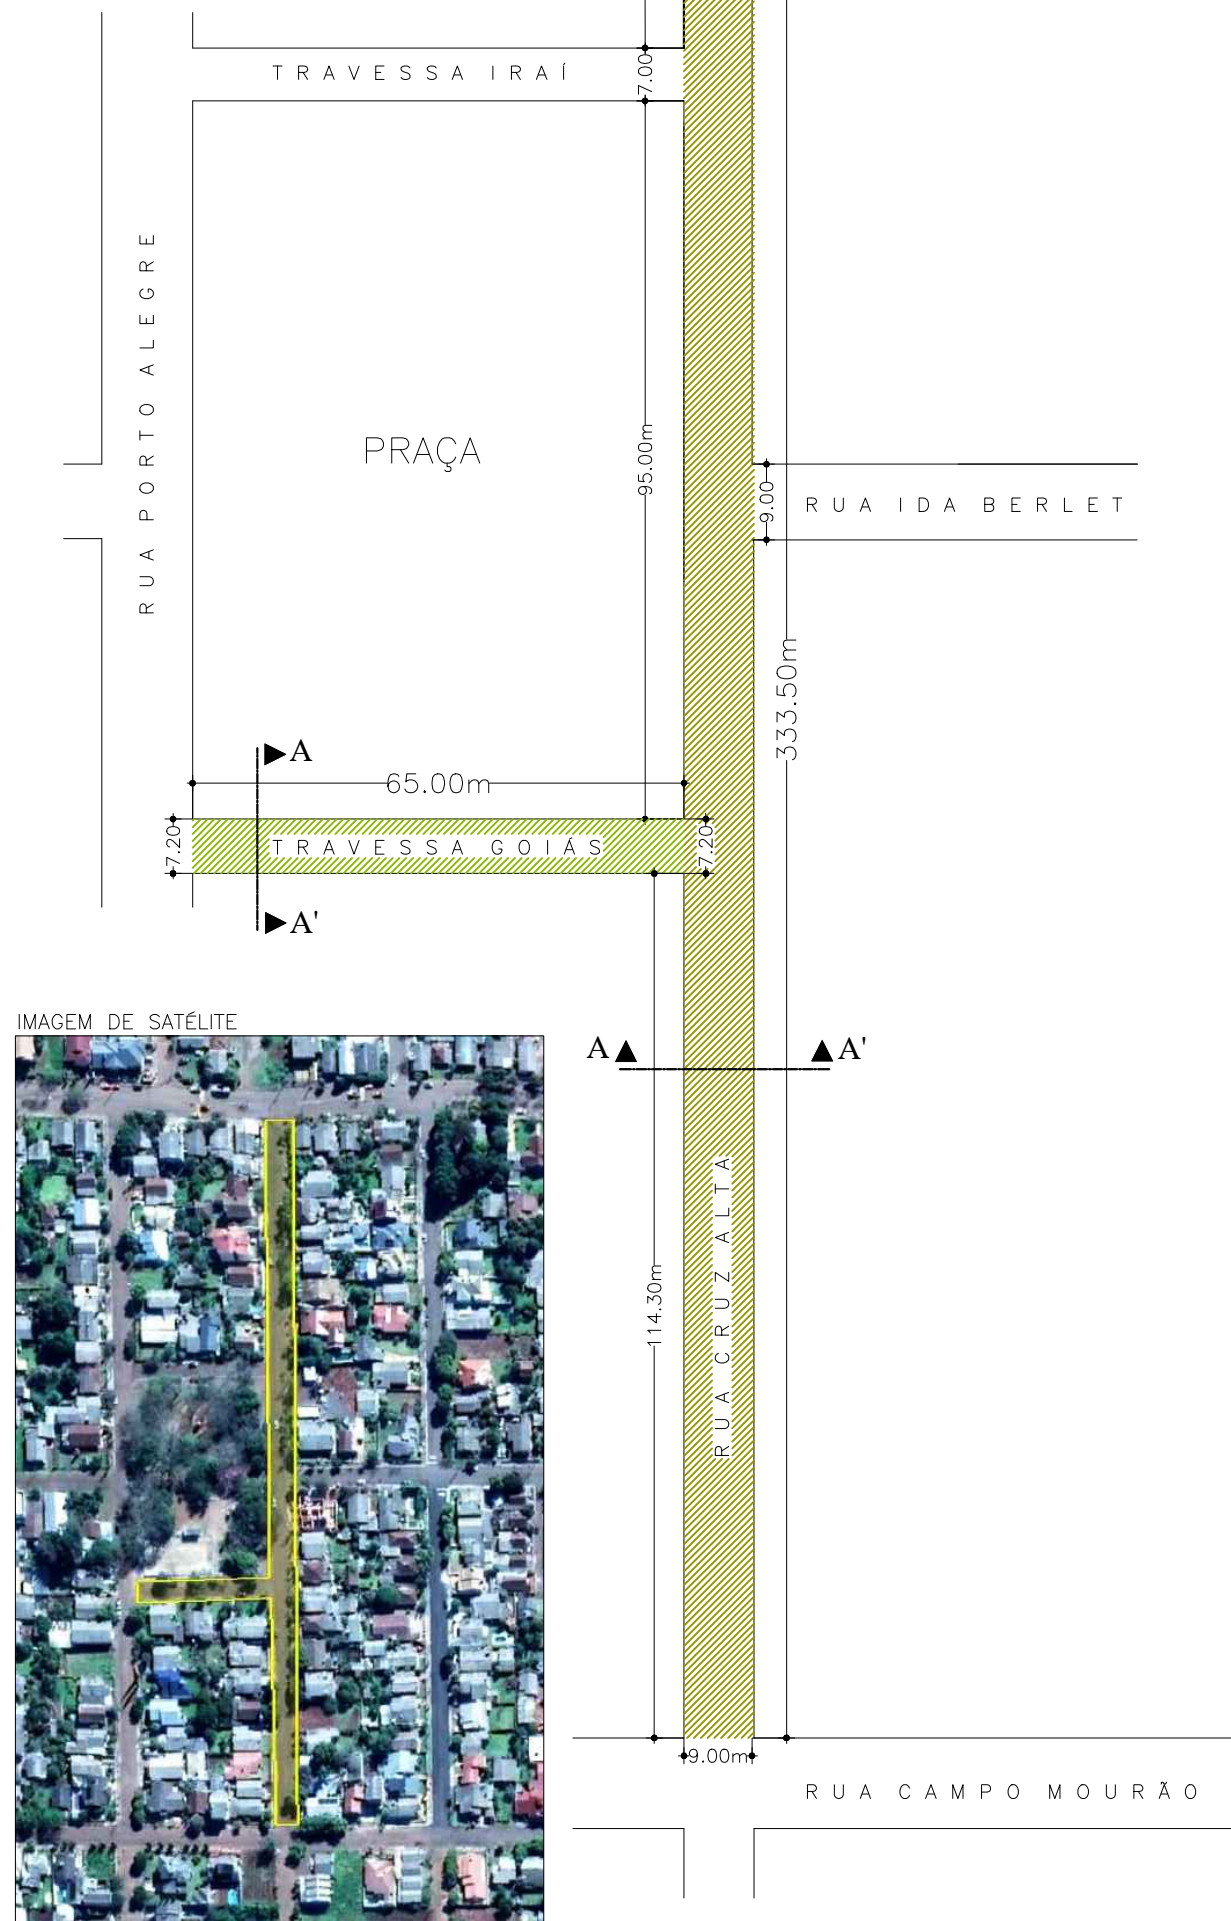 TRAVESSA IRAÍ
7.00
RUA PORTO ALEGRE
PRAÇA
95.00m
9.00
RUA IDA BERLET
333.50m
A
65.00m
7.20
TRAVESSA GOIÁS
7.20
A'
IMAGEM DE SATÉLITE
A
A'
114.30m
RUA CRUZ ALTA
9.00m
RUA CAMPO MOURÃO